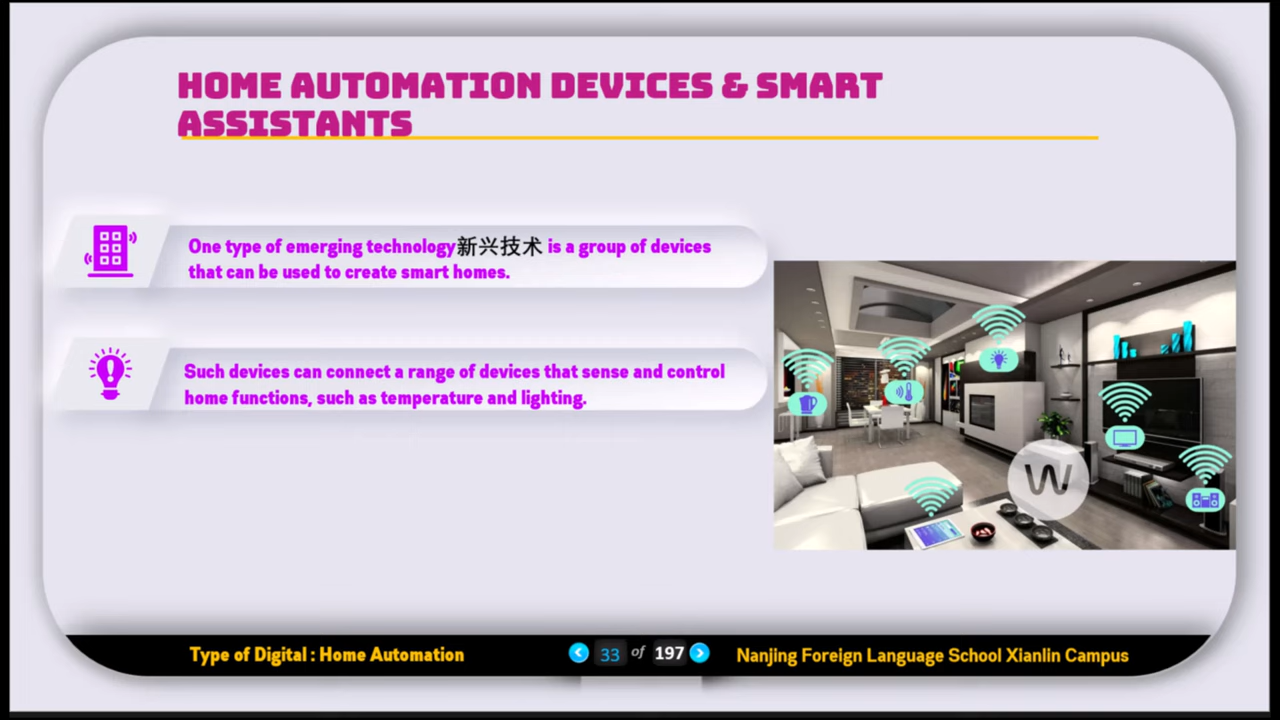 HOME AUTOMATION DEVICES & SMART
ASSISTANTS
One type of emerging technology新兴技术 is a group of devices
that can be used to create smart homes.
Such devices can connect a range of devices that sense and control
home functions, such as temperature and lighting.
W
Type of Digital : Home Automation
33 of 197
Nanjing Foreign Language School Xianlin Campus